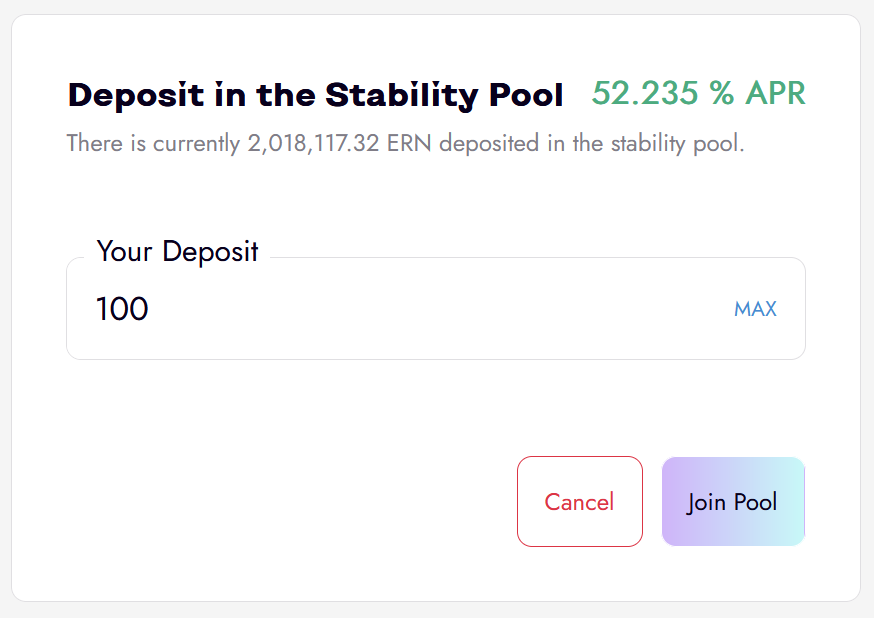 Deposit in the Stability Pool 52.235 % APR
There is currently 2,018,117.32 ERN deposited in the stability pool.
Your Deposit
100 MAX
Cancel Join Pool